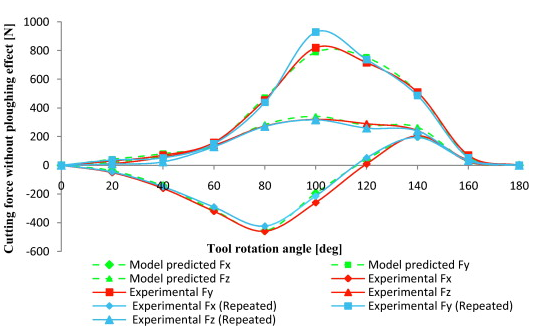 Cutting force without ploughing effect [N]
1000
800
600
400
200
0
-200
-400
-600
0 20 40 60 80 100 120 140 160 180
Tool rotation angle [deg]
Model predicted Fx Model predicted Fy
Model predicted Fz Experimental Fx
Experimental Fy Experimental Fz
Experimental Fx (Repeated) Experimental Fy (Repeated)
Experimental Fz (Repeated)